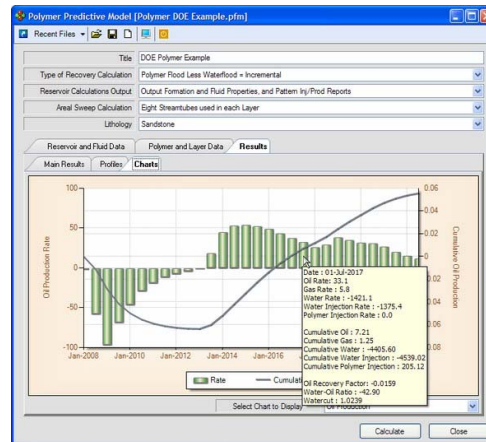 Polymer Predictive Model [Polymer DOE Example.pfm]
Recent Files
Title DOE Polymer Example
Type of Recovery Calculation Polymer Flood Less Waterflood = Incremental
Reservoir Calculations Output Output Formation and Fluid Properties, and Pattern Inj/Prod Reports
Areal Sweep Calculation Eight Streamtubes used in each Layer
Lithology Sandstone
Reservoir and Fluid Data Polymer and Layer Data Results
Main Results Profiles Charts
Oil Production Rate
100
50
0
-50
-100
Jan-2008 Jan-2010 Jan-2012 Jan-2014 Jan-2016
0.06
0.04
0.02
0
0.02
0.04
0.06
0.08
Cumulative Oil Production
Date : 01-Jul-2017
Oil Rate: 33.1
Gas Rate : 5.8
Water Rate : -1421.1
Water Injection Rate : -1375.4
Polymer Injection Rate : 0.0
Cumulative Oil : 7.21
Cumulative Gas : 1.25
Cumulative Water : -4405.60
Cumulative Water Injection : -4539.02
Cumulative Polymer Injection : 205.12
Oil Recovery Factor: -0.0159
Water-Oil Ratio : -42.90
Watercut : 1.0239
Rate Cumulat
Select Chart to Display Oil Production
Calculate Close